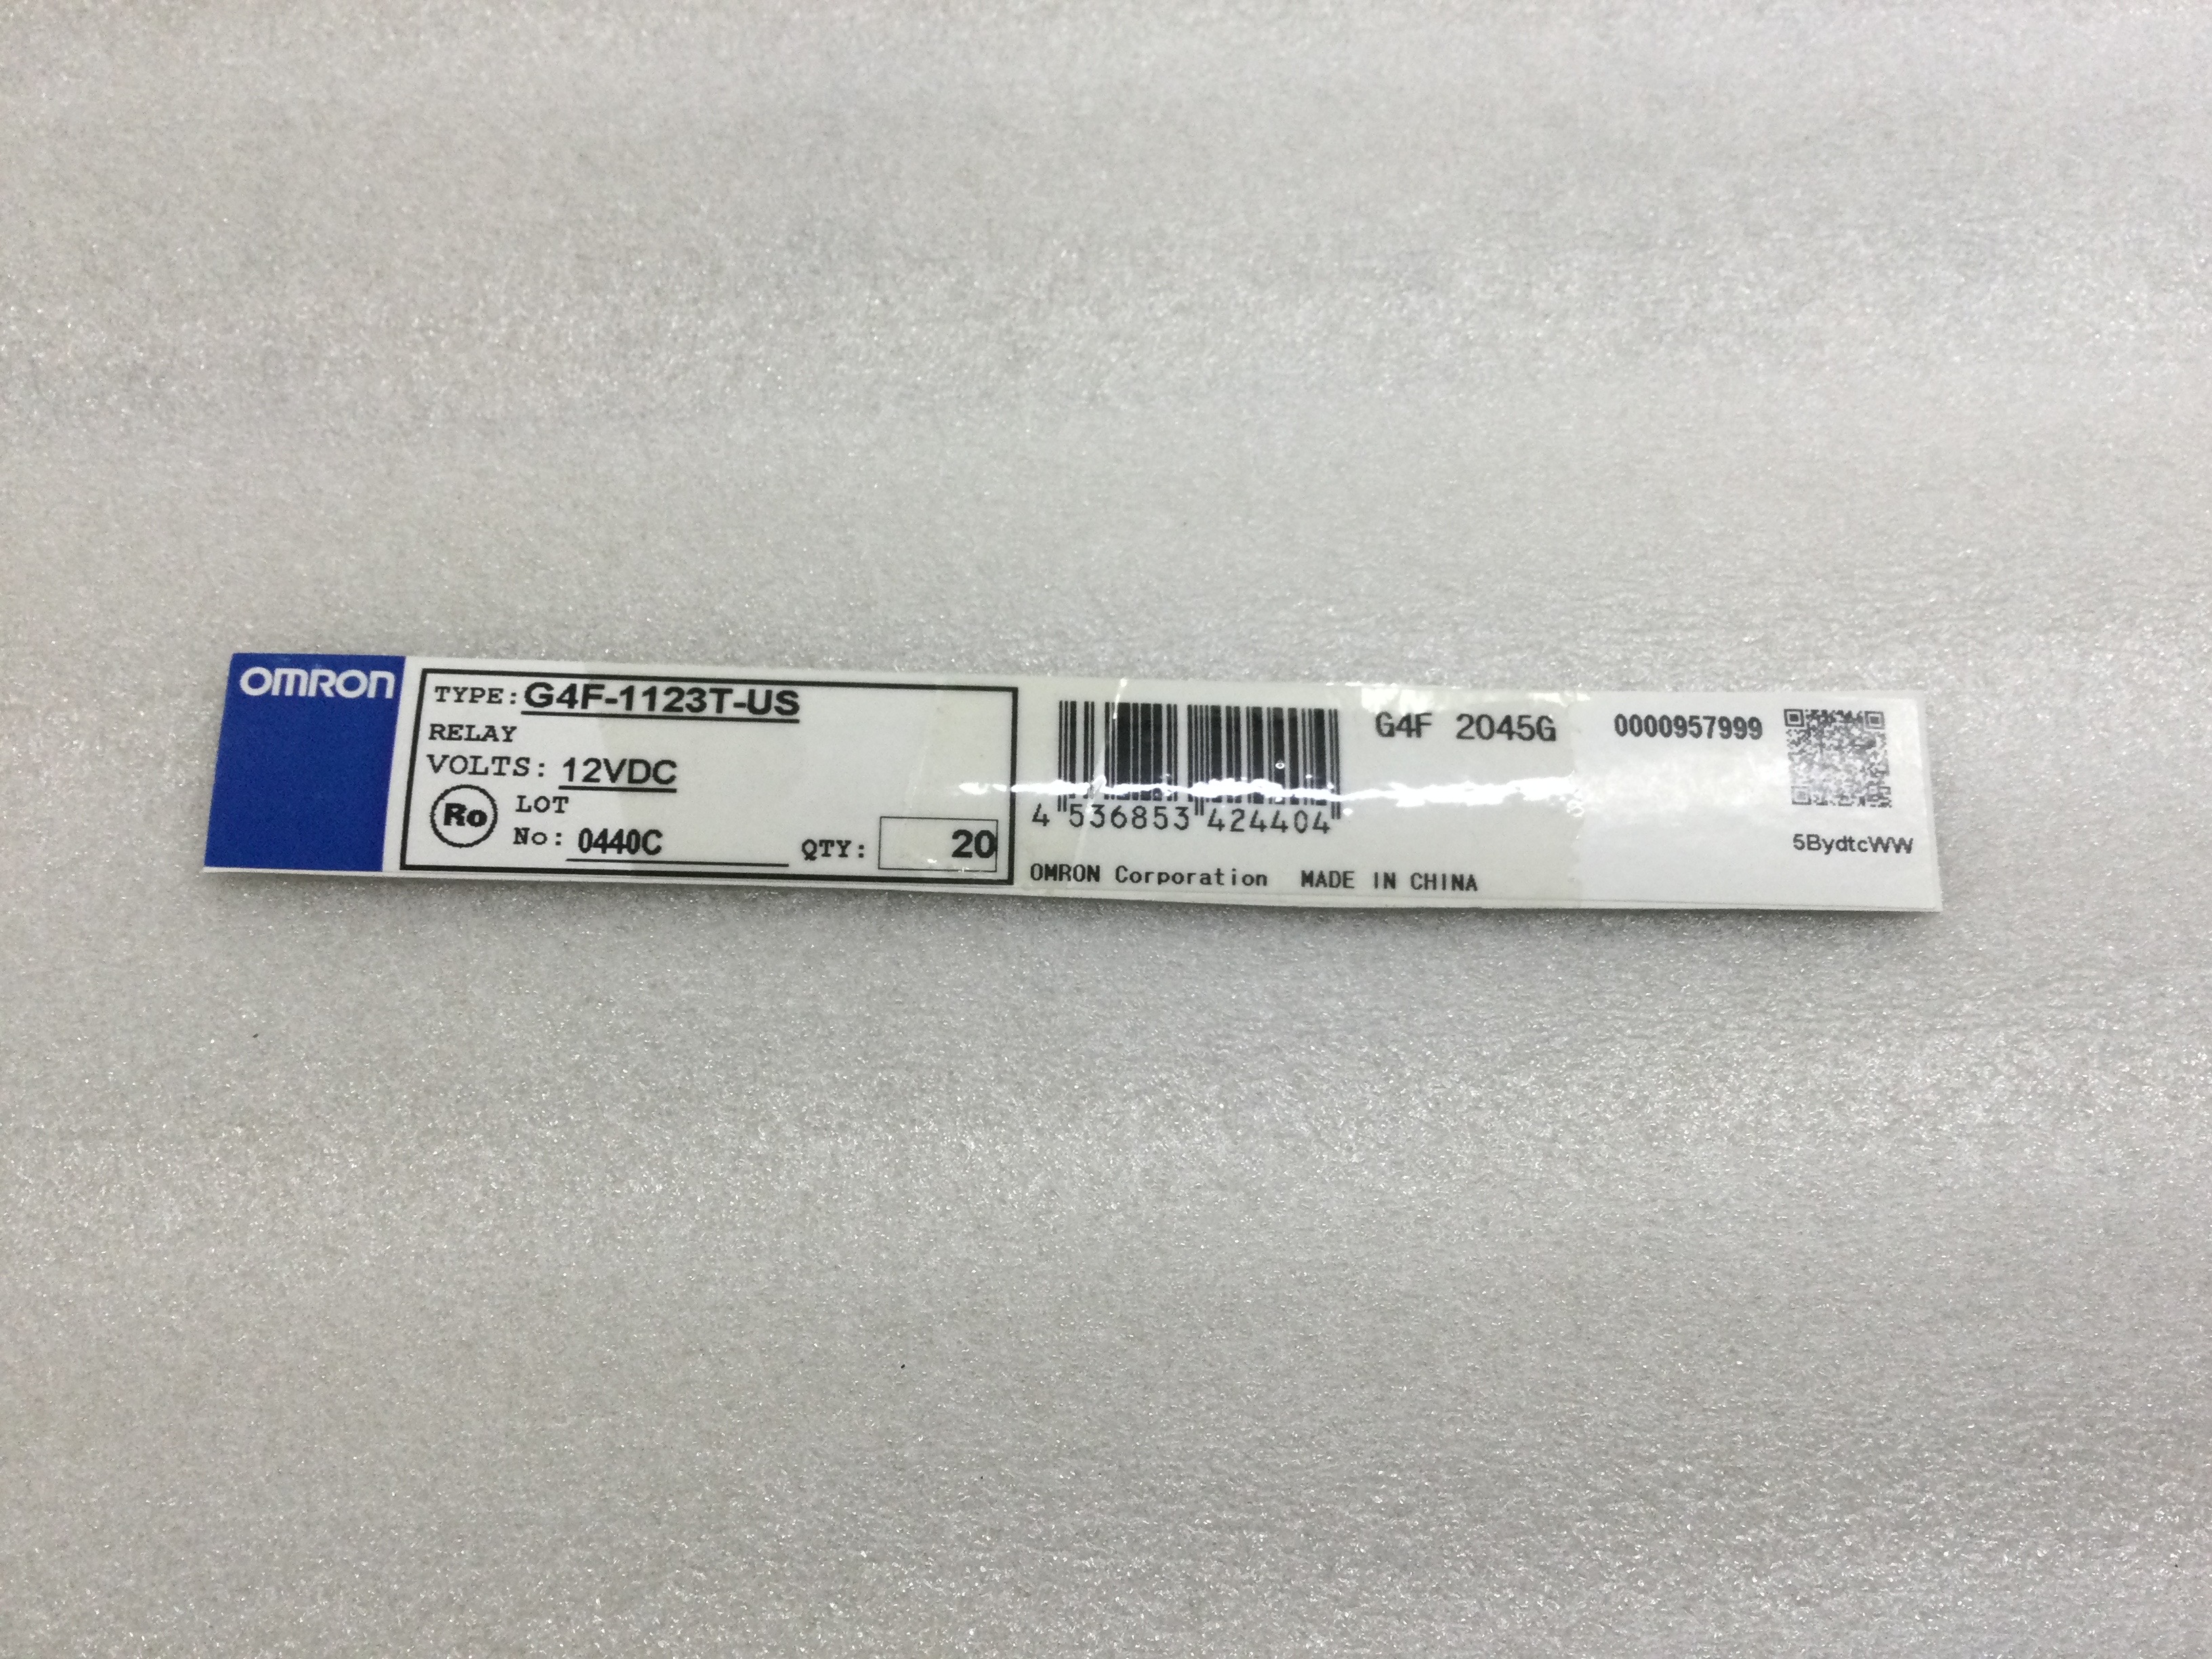 OMRON
TYPE: G4F-1123T-US
RELAY
VOLTS: 12VDC
Ro
LOT
No: 0440C
QTY: 20
4 536853 424404
OMRON Corporation MADE IN CHINA
G4F 2045G
0000957999
5BydtcWW